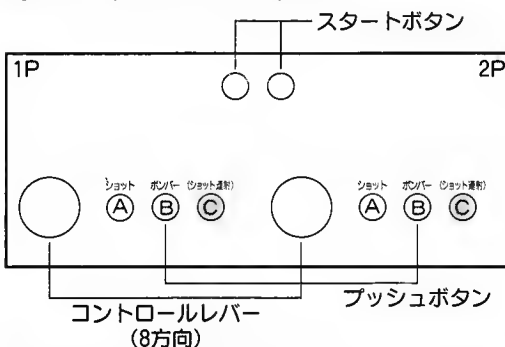 スタートボタン
1P 2P
ショット ボンバー (ショット連射) ショット ボンバー (ショット連射)
A B C A B C
コントロールレバー プッシュボタン
(8方向)